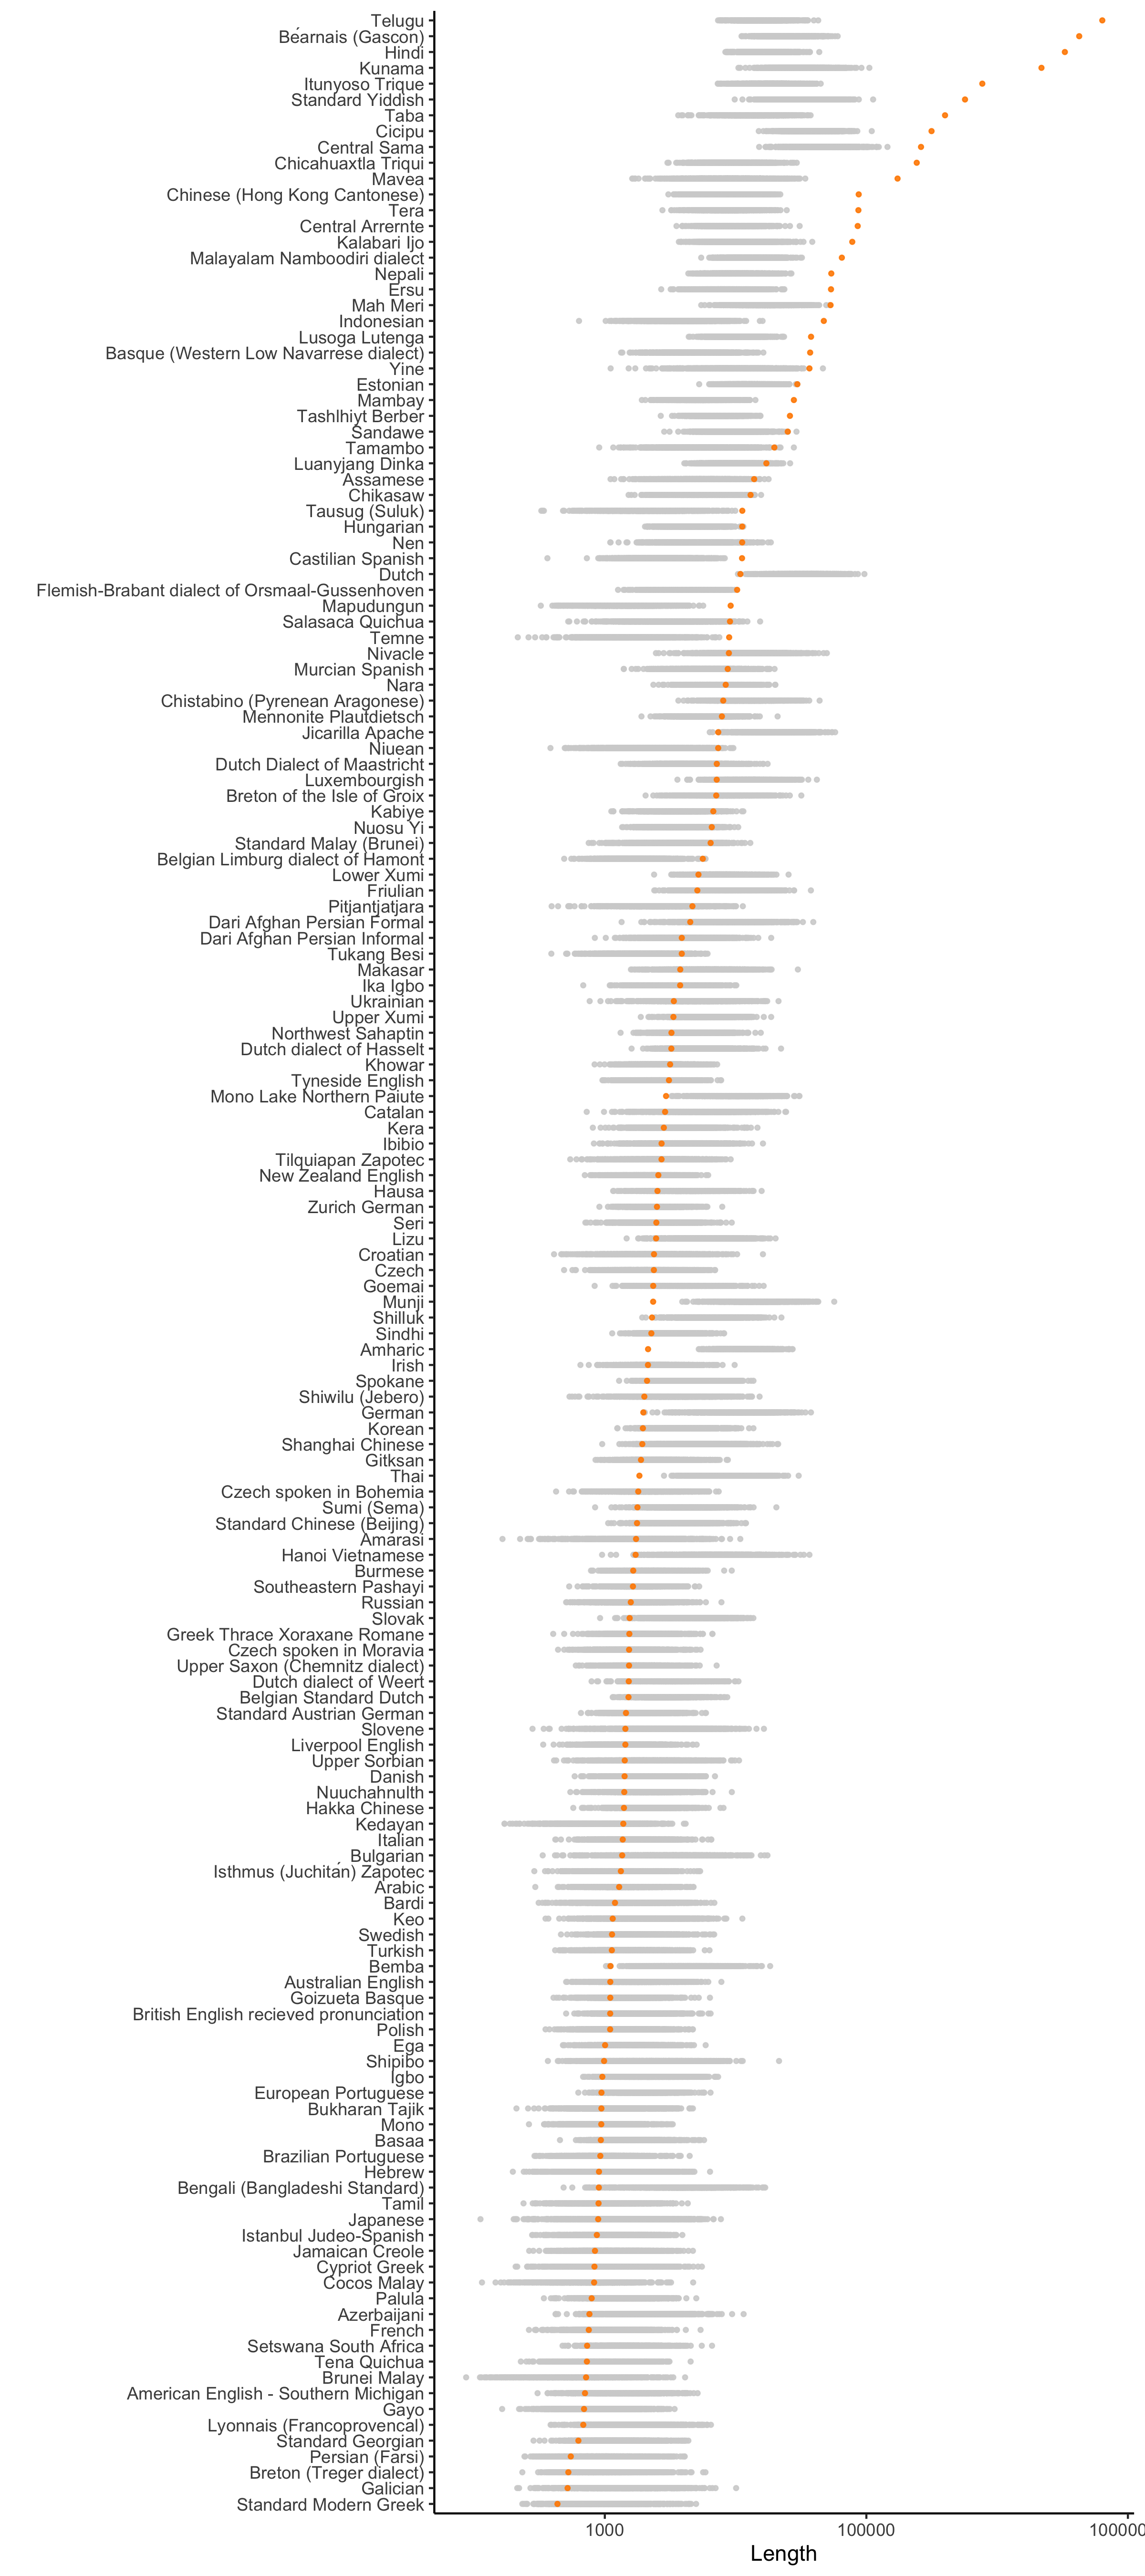 Telugu
Béarnais (Gascon)
Hindi
Kunama
Itunyoso Trique
Standard Yiddish
Taba
Cicipu
Central Sama
Chicahuaxtla Triqui
Mavea
Chinese (Hong Kong Cantonese)
Tera
Central Arrernte
Kalabari Ijo
Malayalam Namboodiri dialect
Nepali
Ersu
Mah Meri
Indonesian
Lusoga Lutenga
Basque (Western Low Navarrese dialect)
Yine
Estonian
Mambay
Tashlhiyt Berber
Sandawe
Tamambo
Luanyjang Dinka
Assamese
Chikasaw
Tausug (Suluk)
Hungarian
Nen
Castilian Spanish
Dutch
Flemish-Brabant dialect of Orsmaal-Gussenhoven
Mapudungun
Salasaca Quichua
Temne
Nivacle
Murcian Spanish
Nara
Chistabino (Pyrenean Aragonese)
Mennonite Plautdietsch
Jicarilla Apache
Niuean
Dutch Dialect of Maastricht
Luxembourgish
Breton of the Isle of Groix
Kabiye
Nuosu Yi
Standard Malay (Brunei)
Belgian Limburg dialect of Hamont
Lower Xumi
Friulian
Pitjantjatjara
Dari Afghan Persian Formal
Dari Afghan Persian Informal
Tukang Besi
Makasar
Ika Igbo
Ukrainian
Upper Xumi
Northwest Sahaptin
Dutch dialect of Hasselt
Khowar
Tyneside English
Mono Lake Northern Paiute
Catalan
Kera
Ibibio
Tilquiapan Zapotec
New Zealand English
Hausa
Zurich German
Seri
Lizu
Croatian
Czech
Goemai
Munji
Shilluk
Sindhi
Amharic
Irish
Spokane
Shiwilu (Jebero)
German
Korean
Shanghai Chinese
Gitksan
Thai
Czech spoken in Bohemia
Sumi (Sema)
Standard Chinese (Beijing)
Amarasi
Hanoi Vietnamese
Burmese
Southeastern Pashayi
Russian
Slovak
Greek Thrace Xoraxane Romane
Czech spoken in Moravia
Upper Saxon (Chemnitz dialect)
Dutch dialect of Weert
Belgian Standard Dutch
Standard Austrian German
Slovene
Liverpool English
Upper Sorbian
Danish
Nuuchahnulth
Hakka Chinese
Kedayan
Italian
Bulgarian
Isthmus (Juchitán) Zapotec
Arabic
Bardi
Keo
Swedish
Turkish
Bemba
Australian English
Goizueta Basque
British English recieved pronunciation
Polish
Ega
Shipibo
Igbo
European Portuguese
Bukharan Tajik
Mono
Basaa
Brazilian Portuguese
Hebrew
Bengali (Bangladeshi Standard)
Tamil
Japanese
Istanbul Judeo-Spanish
Jamaican Creole
Cypriot Greek
Cocos Malay
Palula
Azerbaijani
French
Setswana South Africa
Tena Quichua
Brunei Malay
American English - Southern Michigan
Gayo
Lyonnais (Francoprovencal)
Standard Georgian
Persian (Farsi)
Breton (Treger dialect)
Galician
Standard Modern Greek
1000 100000
Length